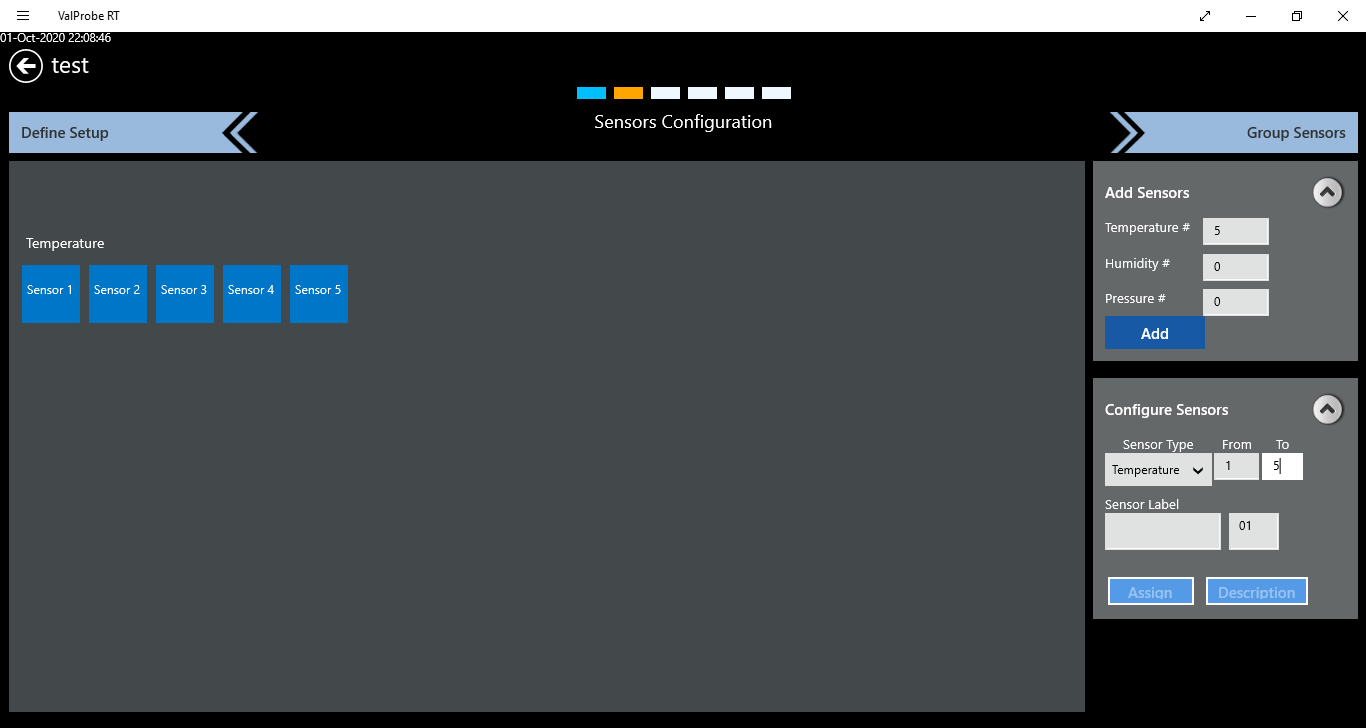 ValProbe RT
01-Oct-2020 22:08:46
test
Sensors Configuration
Define Setup
Group Sensors
Temperature
Sensor 1
Sensor 2
Sensor 3
Sensor 4
Sensor 5
Add Sensors
Temperature # 5
Humidity # 0
Pressure # 0
Add
Configure Sensors
Sensor Type From To
Temperature 1 5
Sensor Label
01
Assign Description